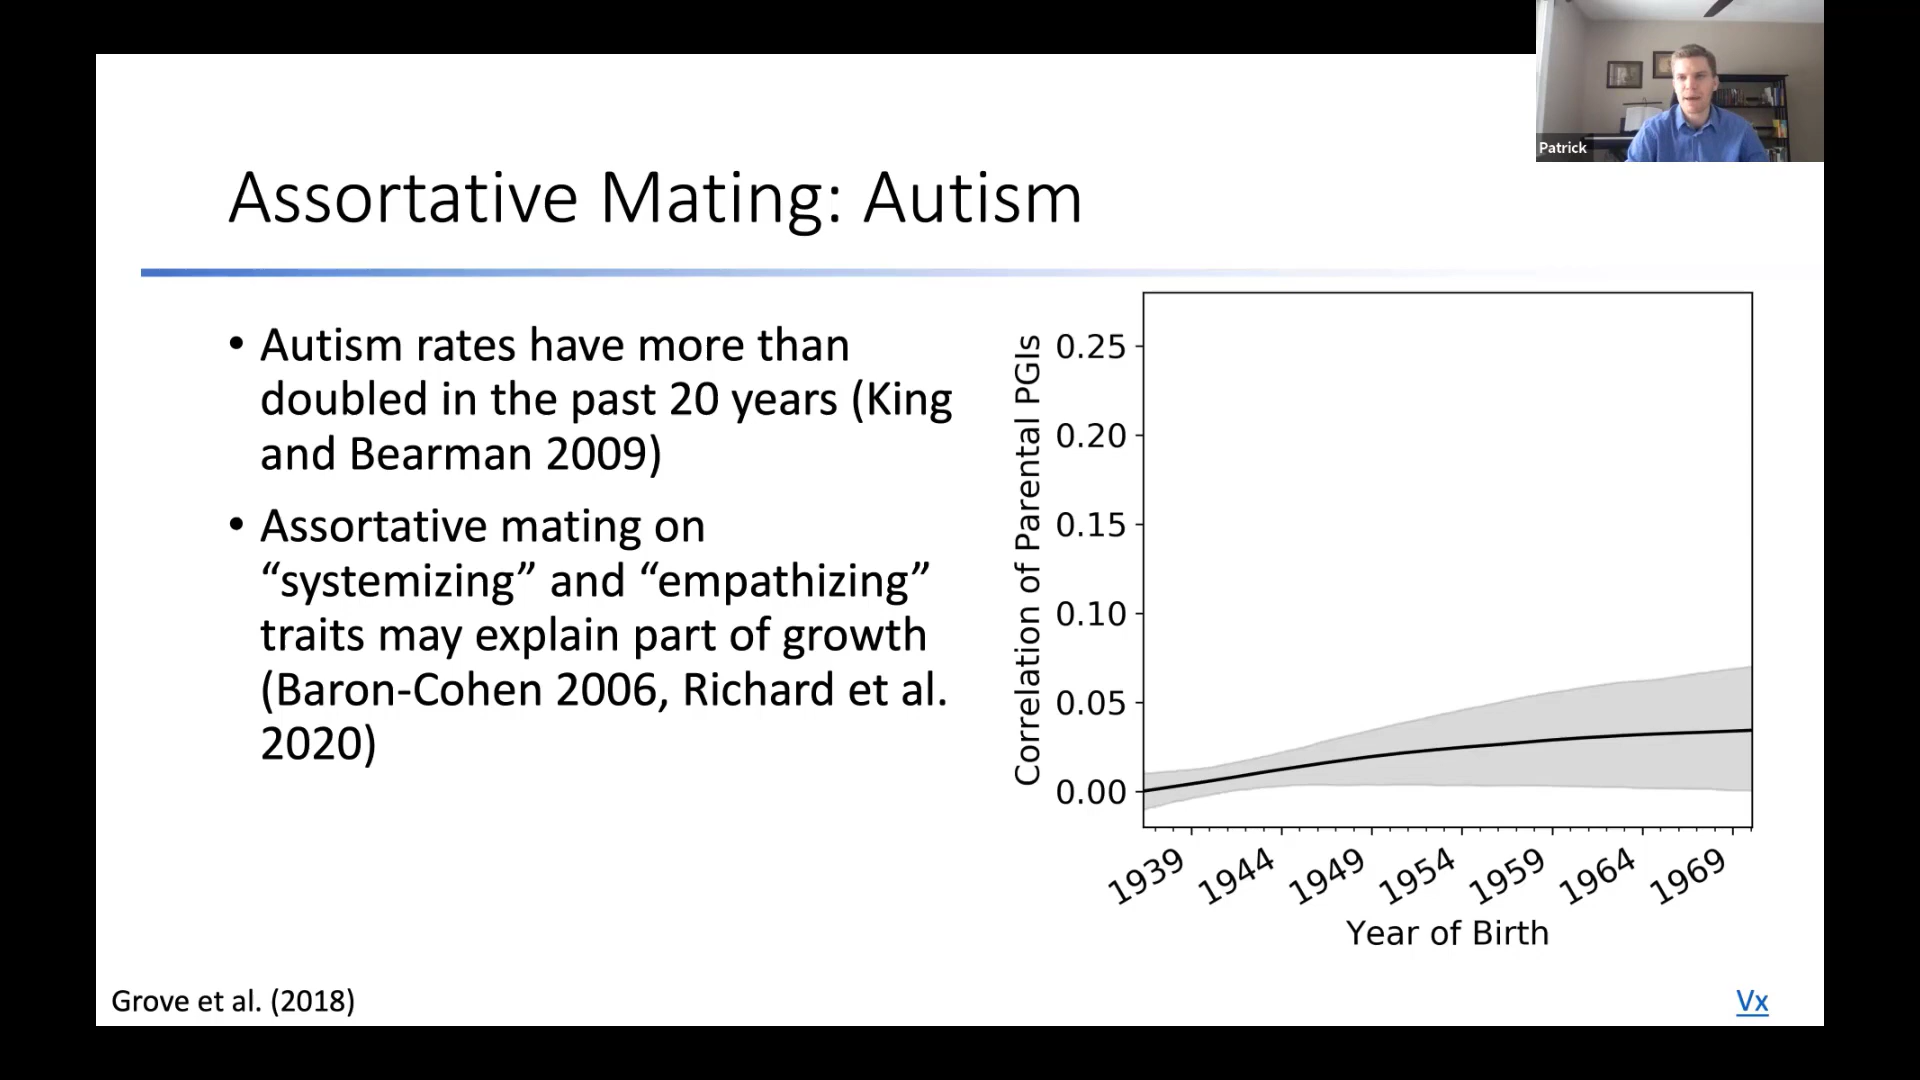 Patrick
Assortative Mating: Autism
• Autism rates have more than
doubled in the past 20 years (King
and Bearman 2009)
• Assortative mating on
“systemizing” and “empathizing”
traits may explain part of growth
(Baron-Cohen 2006, Richard et al.
2020)
Correlation of Parental PGIs
0.25
0.20
0.15
0.10
0.05
0.00
1939 1944 1949 1954 1959 1964 1969
Year of Birth
Grove et al. (2018)
Vx